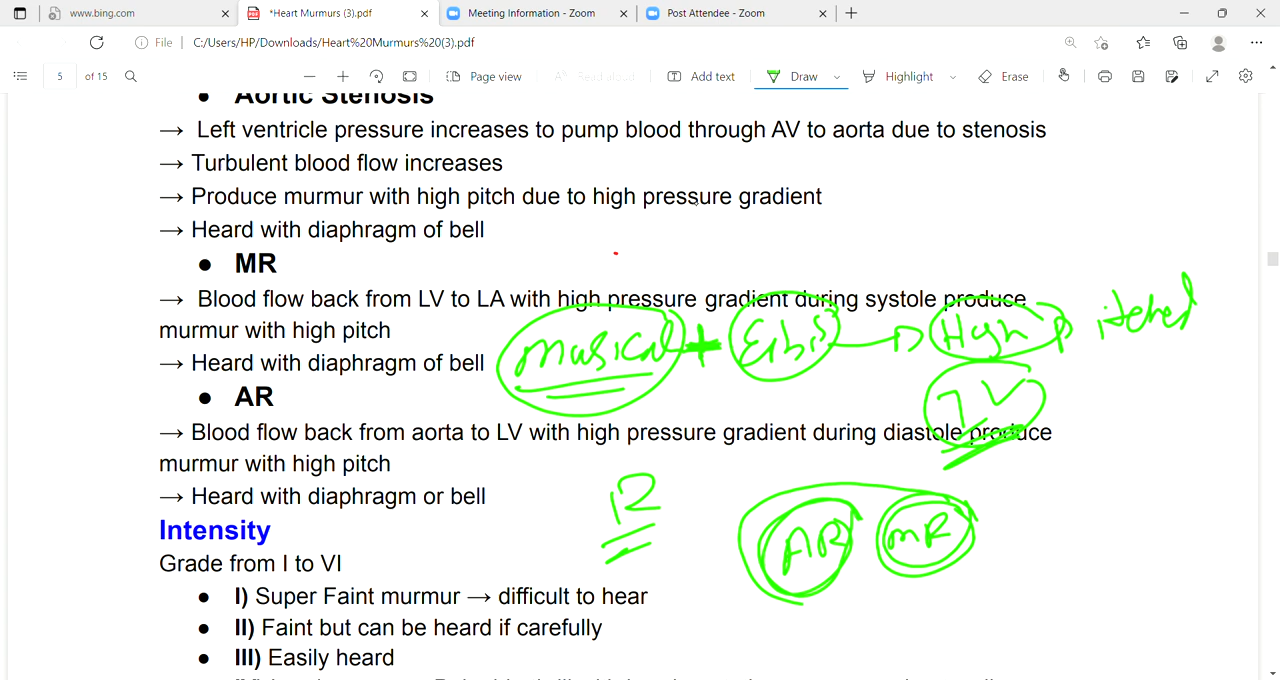 www.bing.com
*Heart Murmurs (3).pdf
Meeting Information - Zoom
Post Attendee - Zoom
File
C:/Users/HP/Downloads/Heart%20Murmurs%20(3).pdf
5 of 15
Page view
Read aloud
Add text
Draw
Highlight
Erase
• Aortic Stenosis
→ Left ventricle pressure increases to pump blood through AV to aorta due to stenosis
→ Turbulent blood flow increases
→ Produce murmur with high pitch due to high pressure gradient
→ Heard with diaphragm of bell
• MR
→ Blood flow back from LV to LA with high pressure gradient during systole produce
murmur with high pitch
musical + Erb's → High pitched
→ Heard with diaphragm of bell
• AR
→ Blood flow back from aorta to LV with high pressure gradient during diastole produce
murmur with high pitch
→ Heard with diaphragm or bell
AR MR
Intensity
Grade from I to VI
• I) Super Faint murmur → difficult to hear
• II) Faint but can be heard if carefully
• III) Easily heard